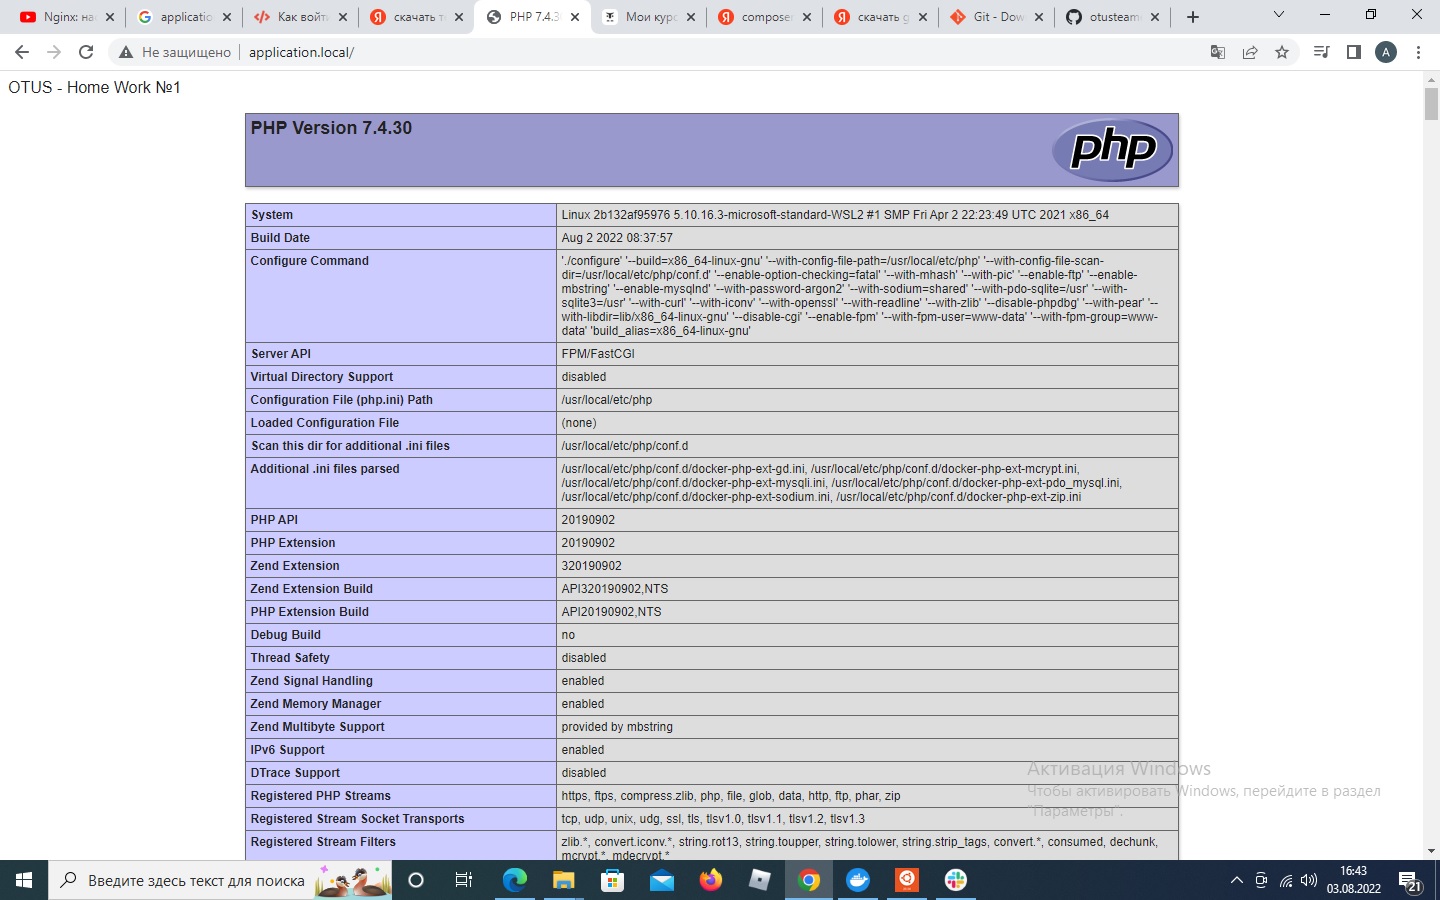 Nginx: на
applicatio
Как войти
скачать т
PHP 7.4.3
Мои курс
composer
скачать g
Git - Dow
otusteam
Не защищено application.local/
A
OTUS - Home Work №1
PHP Version 7.4.30
php
System Linux 2b132af95976 5.10.16.3-microsoft-standard-WSL2 #1 SMP Fri Apr 2 22:23:49 UTC 2021 x86_64
Build Date Aug 2 2022 08:37:57
Configure Command './configure' '--build=x86_64-linux-gnu' '--with-config-file-path=/usr/local/etc/php' '--with-config-file-scan-
dir=/usr/local/etc/php/conf.d' '--enable-option-checking=fatal' '--with-mhash' '--with-pic' '--enable-ftp' '--enable-
mbstring' '--enable-mysqlnd' '--with-password-argon2' '--with-sodium=shared' '--with-pdo-sqlite=/usr' '--with-
sqlite3=/usr' '--with-curl' '--with-iconv' '--with-openssl' '--with-readline' '--with-zlib' '--disable-phpdbg' '--with-pear' '--
with-libdir=lib/x86_64-linux-gnu' '--disable-cgi' '--enable-fpm' '--with-fpm-user=www-data' '--with-fpm-group=www-
data' 'build_alias=x86_64-linux-gnu'
Server API FPM/FastCGI
Virtual Directory Support disabled
Configuration File (php.ini) Path /usr/local/etc/php
Loaded Configuration File (none)
Scan this dir for additional .ini files /usr/local/etc/php/conf.d
Additional .ini files parsed /usr/local/etc/php/conf.d/docker-php-ext-gd.ini, /usr/local/etc/php/conf.d/docker-php-ext-mcrypt.ini,
/usr/local/etc/php/conf.d/docker-php-ext-mysqli.ini, /usr/local/etc/php/conf.d/docker-php-ext-pdo_mysql.ini,
/usr/local/etc/php/conf.d/docker-php-ext-sodium.ini, /usr/local/etc/php/conf.d/docker-php-ext-zip.ini
PHP API 20190902
PHP Extension 20190902
Zend Extension 320190902
Zend Extension Build API320190902,NTS
PHP Extension Build API20190902,NTS
Debug Build no
Thread Safety disabled
Zend Signal Handling enabled
Zend Memory Manager enabled
Zend Multibyte Support provided by mbstring
IPv6 Support enabled
DTrace Support disabled
Registered PHP Streams https, ftps, compress.zlib, php, file, glob, data, http, ftp, phar, zip
Registered Stream Socket Transports tcp, udp, unix, udg, ssl, tls, tlsv1.0, tlsv1.1, tlsv1.2, tlsv1.3
Registered Stream Filters zlib.*, convert.iconv.*, string.rot13, string.toupper, string.tolower, string.strip_tags, convert.*, consumed, dechunk,
mcrypt.*, mdecrypt.*
Активация Windows
Чтобы активировать Windows, перейдите в раздел
"Параметры".
Введите здесь текст для поиска
16:43
03.08.2022
21